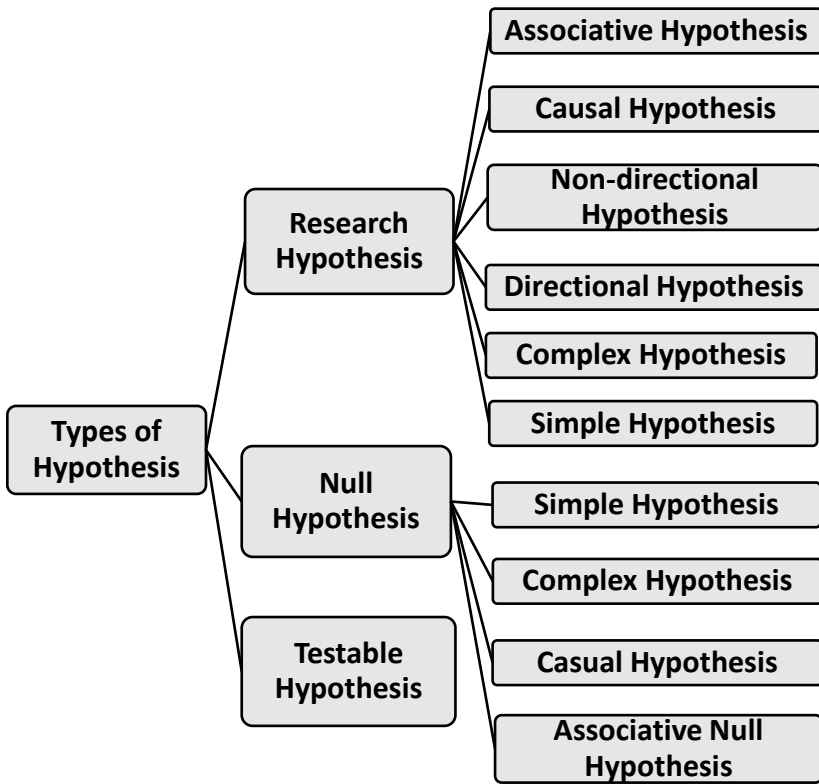 Types of
Hypothesis
Research
Hypothesis
Associative Hypothesis
Causal Hypothesis
Non-directional
Hypothesis
Directional Hypothesis
Complex Hypothesis
Simple Hypothesis
Null
Hypothesis
Simple Hypothesis
Complex Hypothesis
Casual Hypothesis
Associative Null
Hypothesis
Testable
Hypothesis